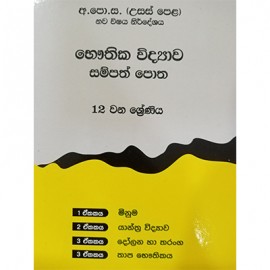 අ.පො.ස. (උසස් පෙළ)
නව විෂය නිර්දේශය
භෞතික විද්‍යාව
සම්පත් පොත
12 වන ශ්‍රේණිය
1 ඒකකය මිනුම
2 ඒකකය යාන්ත්‍ර විද්‍යාව
3 ඒකකය දෝලන හා තරංග
3 ඒකකය තාප භෞතිකය